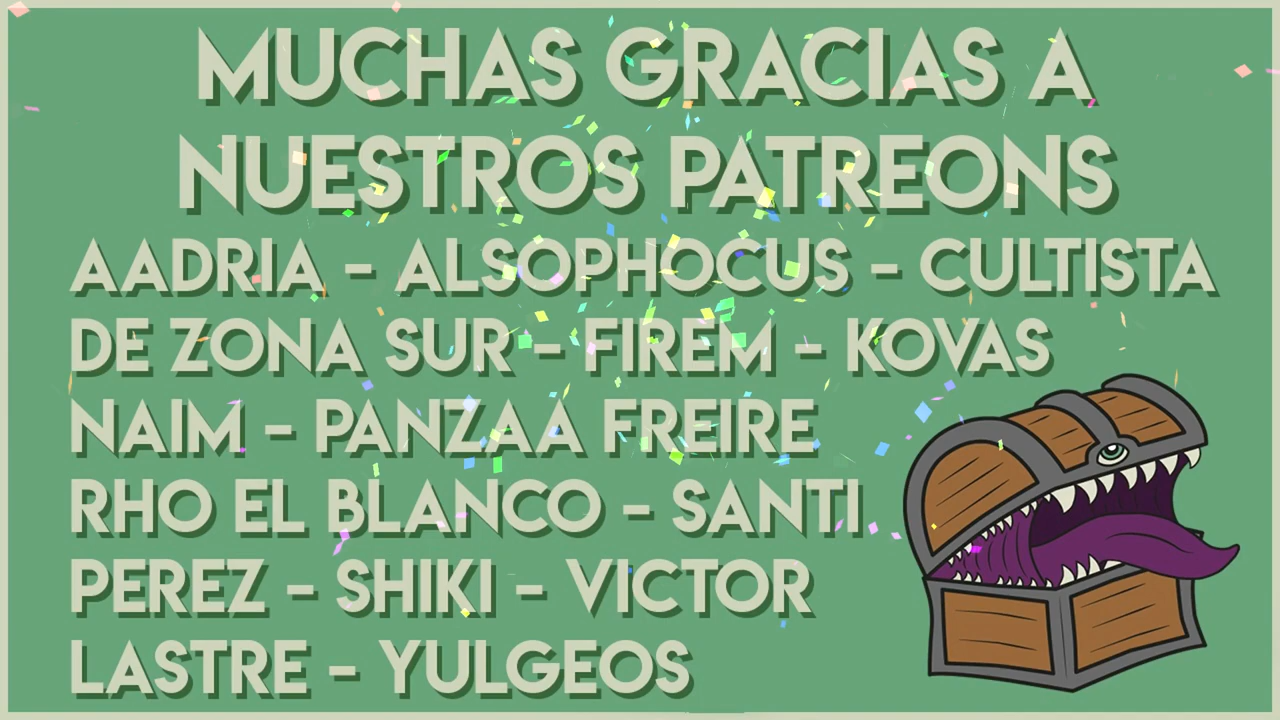 MUCHAS GRACIAS A
NUESTROS PATREONS
AADRIA - ALSOPHOCUS - CULTISTA
DE ZONA SUR - FIREM - KOVAS
NAIM - PANZAA FREIRE
RHO EL BLANCO - SANTI
PEREZ - SHIKI - VICTOR
LASTRE - YULGEOS